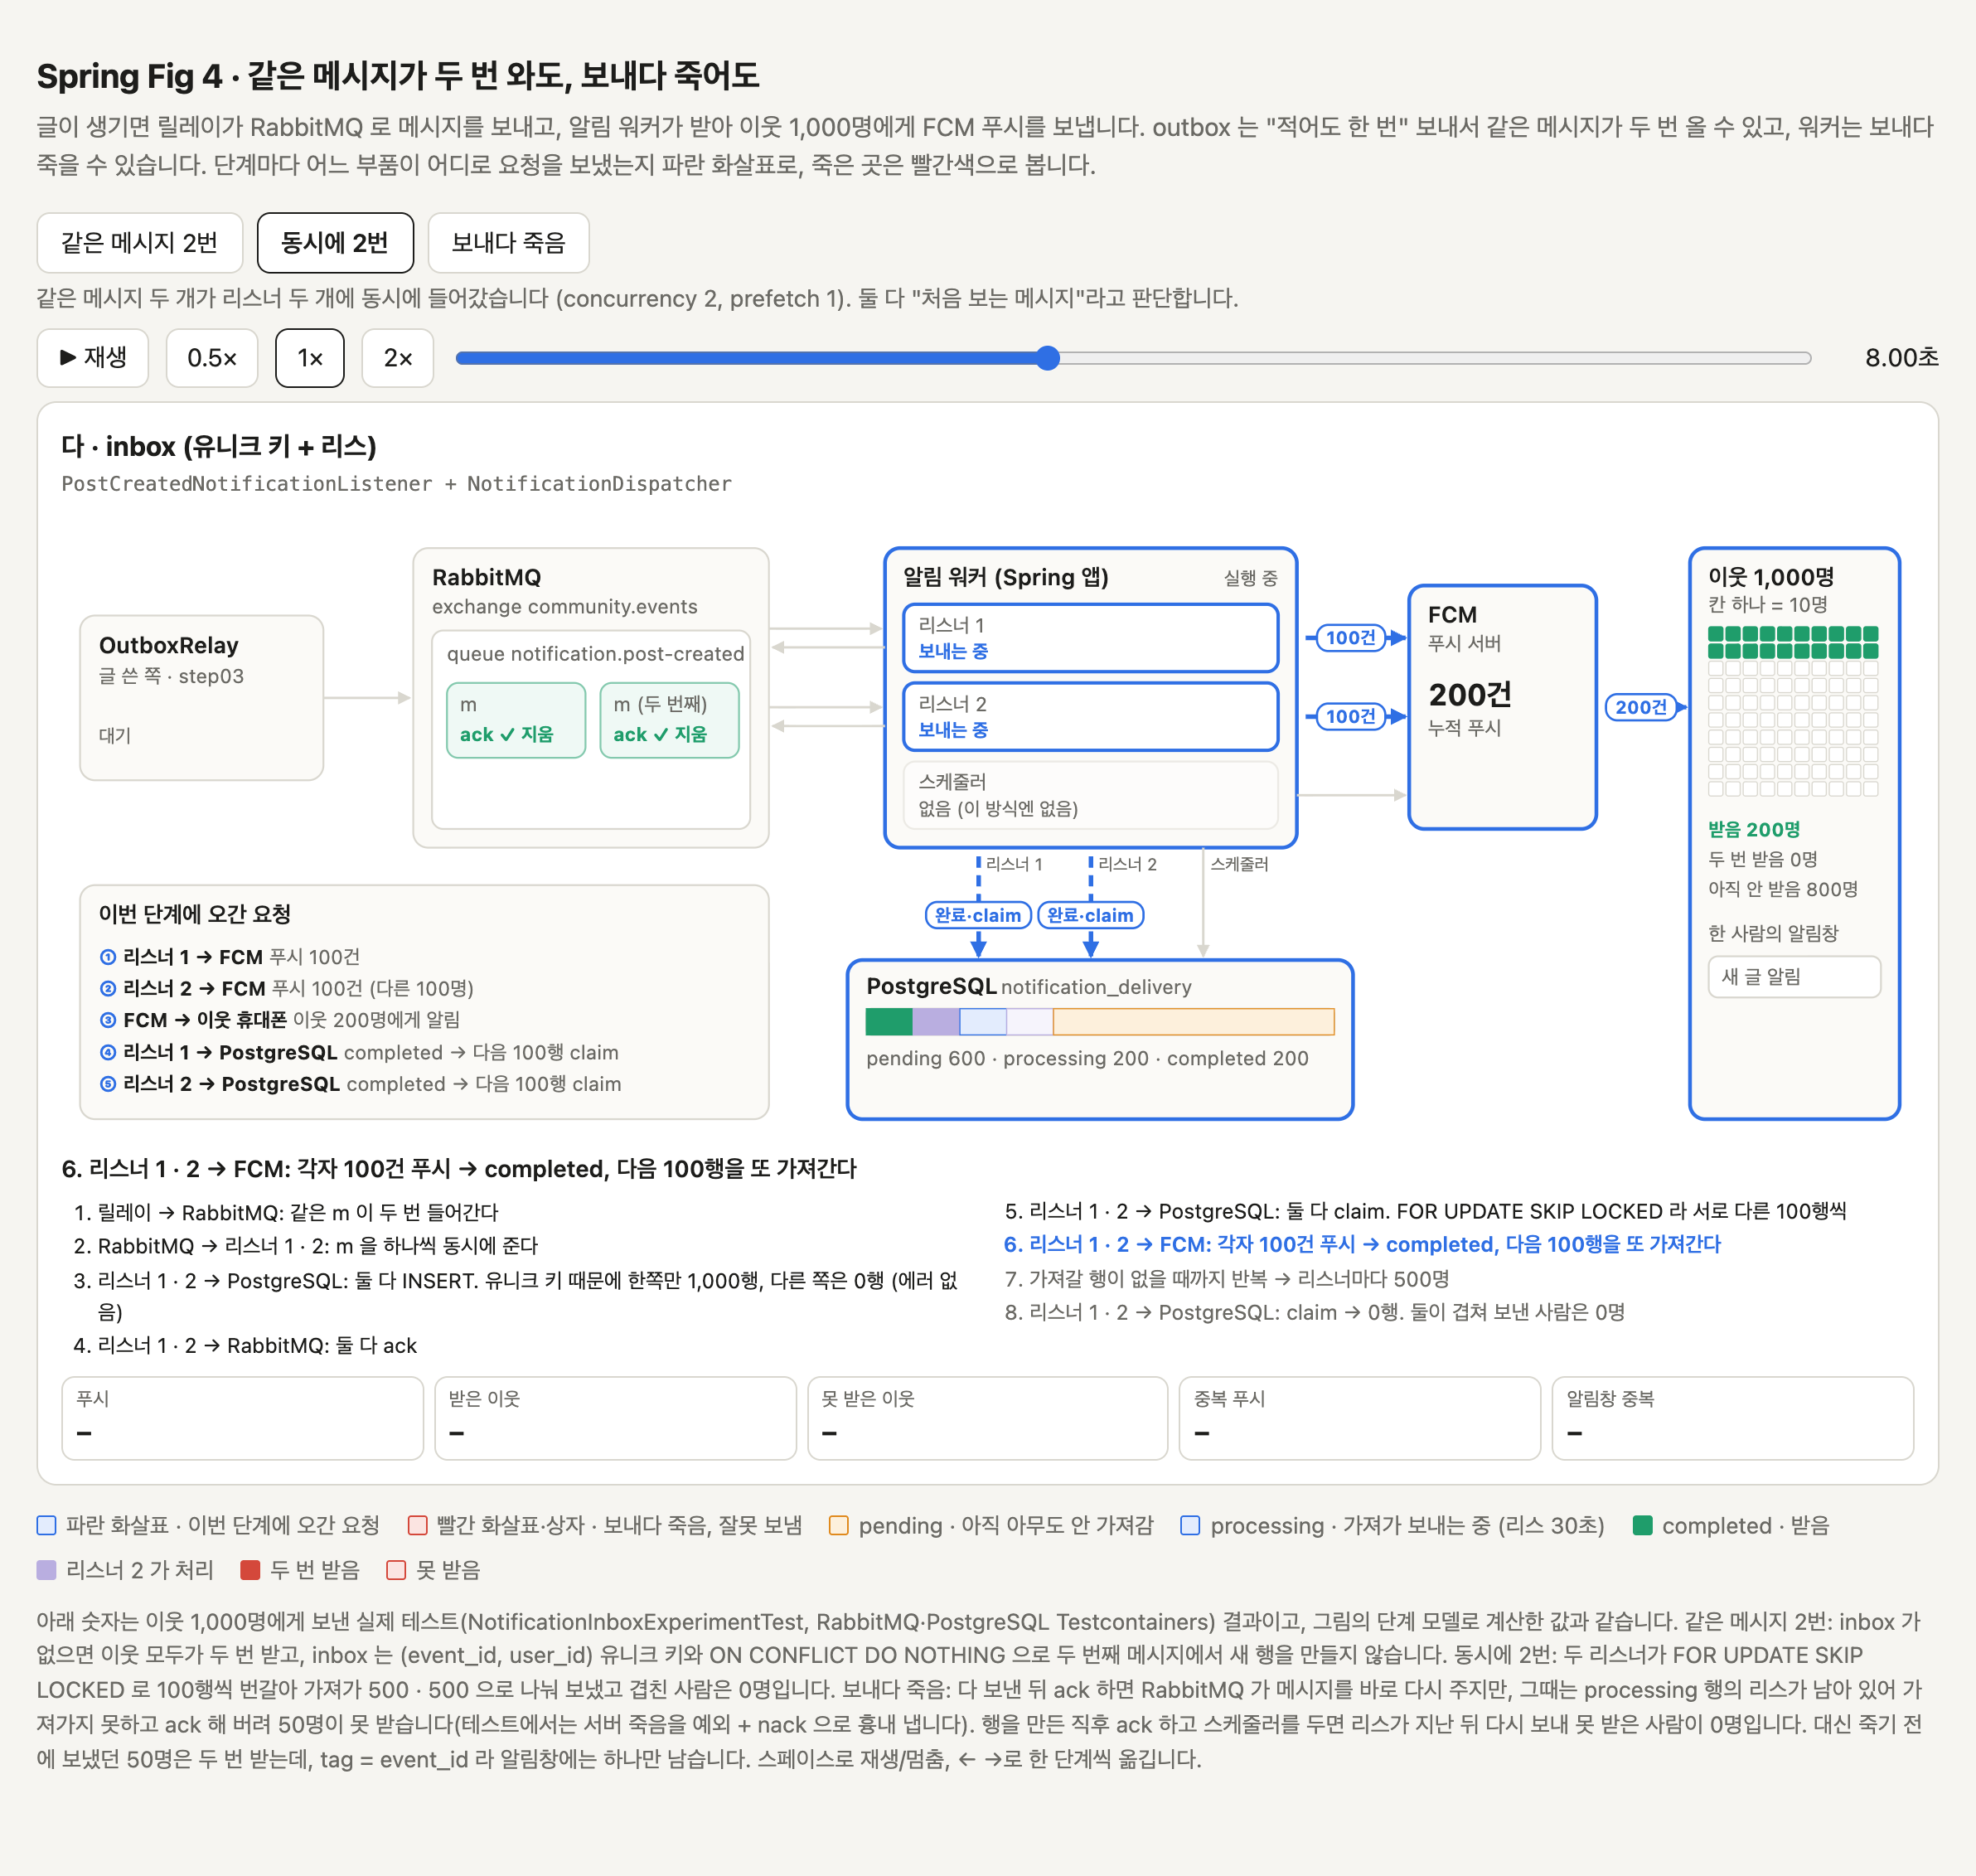 Spring Fig 4 · 같은 메시지가 두 번 와도, 보내다 죽어도
글이 생기면 릴레이가 RabbitMQ 로 메시지를 보내고, 알림 워커가 받아 이웃 1,000명에게 FCM 푸시를 보냅니다. outbox 는 "적어도 한 번" 보내서 같은 메시지가 두 번 올 수 있고, 워커는 보내다
죽을 수 있습니다. 단계마다 어느 부품이 어디로 요청을 보냈는지 파란 화살표로, 죽은 곳은 빨간색으로 봅니다.
같은 메시지 2번
동시에 2번
보내다 죽음
같은 메시지 두 개가 리스너 두 개에 동시에 들어갔습니다 (concurrency 2, prefetch 1). 둘 다 "처음 보는 메시지"라고 판단합니다.
▶ 재생
0.5×
1×
2×
8.00초
다 · inbox (유니크 키 + 리스)
PostCreatedNotificationListener + NotificationDispatcher
OutboxRelay
글 쓴 쪽 · step03
대기
RabbitMQ
exchange community.events
queue notification.post-created
m
ack ✓ 지움
m (두 번째)
ack ✓ 지움
알림 워커 (Spring 앱)
실행 중
리스너 1
보내는 중
리스너 2
보내는 중
스케줄러
없음 (이 방식엔 없음)
100건
100건
FCM
푸시 서버
200건
누적 푸시
200건
이웃 1,000명
칸 하나 = 10명
받음 200명
두 번 받음 0명
아직 안 받음 800명
한 사람의 알림창
새 글 알림
리스너 1
리스너 2
스케줄러
완료·claim
완료·claim
PostgreSQL notification_delivery
pending 600 · processing 200 · completed 200
이번 단계에 오간 요청
① 리스너 1 → FCM 푸시 100건
② 리스너 2 → FCM 푸시 100건 (다른 100명)
③ FCM → 이웃 휴대폰 이웃 200명에게 알림
④ 리스너 1 → PostgreSQL completed → 다음 100행 claim
⑤ 리스너 2 → PostgreSQL completed → 다음 100행 claim
6. 리스너 1 · 2 → FCM: 각자 100건 푸시 → completed, 다음 100행을 또 가져간다
1. 릴레이 → RabbitMQ: 같은 m 이 두 번 들어간다
2. RabbitMQ → 리스너 1 · 2: m 을 하나씩 동시에 준다
3. 리스너 1 · 2 → PostgreSQL: 둘 다 INSERT. 유니크 키 때문에 한쪽만 1,000행, 다른 쪽은 0행 (에러 없
음)
4. 리스너 1 · 2 → RabbitMQ: 둘 다 ack
5. 리스너 1 · 2 → PostgreSQL: 둘 다 claim. FOR UPDATE SKIP LOCKED 라 서로 다른 100행씩
6. 리스너 1 · 2 → FCM: 각자 100건 푸시 → completed, 다음 100행을 또 가져간다
7. 가져갈 행이 없을 때까지 반복 → 리스너마다 500명
8. 리스너 1 · 2 → PostgreSQL: claim → 0행. 둘이 겹쳐 보낸 사람은 0명
푸시
–
받은 이웃
–
못 받은 이웃
–
중복 푸시
–
알림창 중복
–
파란 화살표 · 이번 단계에 오간 요청
빨간 화살표·상자 · 보내다 죽음, 잘못 보냄
pending · 아직 아무도 안 가져감
processing · 가져가 보내는 중 (리스 30초)
completed · 받음
리스너 2 가 처리
두 번 받음
못 받음
아래 숫자는 이웃 1,000명에게 보낸 실제 테스트(NotificationInboxExperimentTest, RabbitMQ·PostgreSQL Testcontainers) 결과이고, 그림의 단계 모델로 계산한 값과 같습니다. 같은 메시지 2번: inbox 가
없으면 이웃 모두가 두 번 받고, inbox 는 (event_id, user_id) 유니크 키와 ON CONFLICT DO NOTHING 으로 두 번째 메시지에서 새 행을 만들지 않습니다. 동시에 2번: 두 리스너가 FOR UPDATE SKIP
LOCKED 로 100행씩 번갈아 가져가 500 · 500 으로 나눠 보냈고 겹친 사람은 0명입니다. 보내다 죽음: 다 보낸 뒤 ack 하면 RabbitMQ 가 메시지를 바로 다시 주지만, 그때는 processing 행의 리스가 남아 있어 가
져가지 못하고 ack 해 버려 50명이 못 받습니다(테스트에서는 서버 죽음을 예외 + nack 으로 흉내 냅니다). 행을 만든 직후 ack 하고 스케줄러를 두면 리스가 지난 뒤 다시 보내 못 받은 사람이 0명입니다. 대신 죽기 전
에 보냈던 50명은 두 번 받는데, tag = event_id 라 알림창에는 하나만 남습니다. 스페이스로 재생/멈춤, ← →로 한 단계씩 옮깁니다.